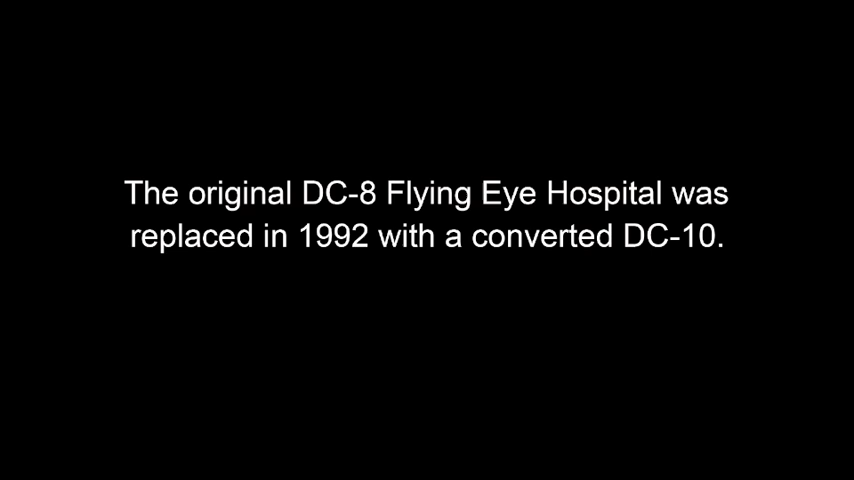 The original DC-8 Flying Eye Hospital was
replaced in 1992 with a converted DC-10.